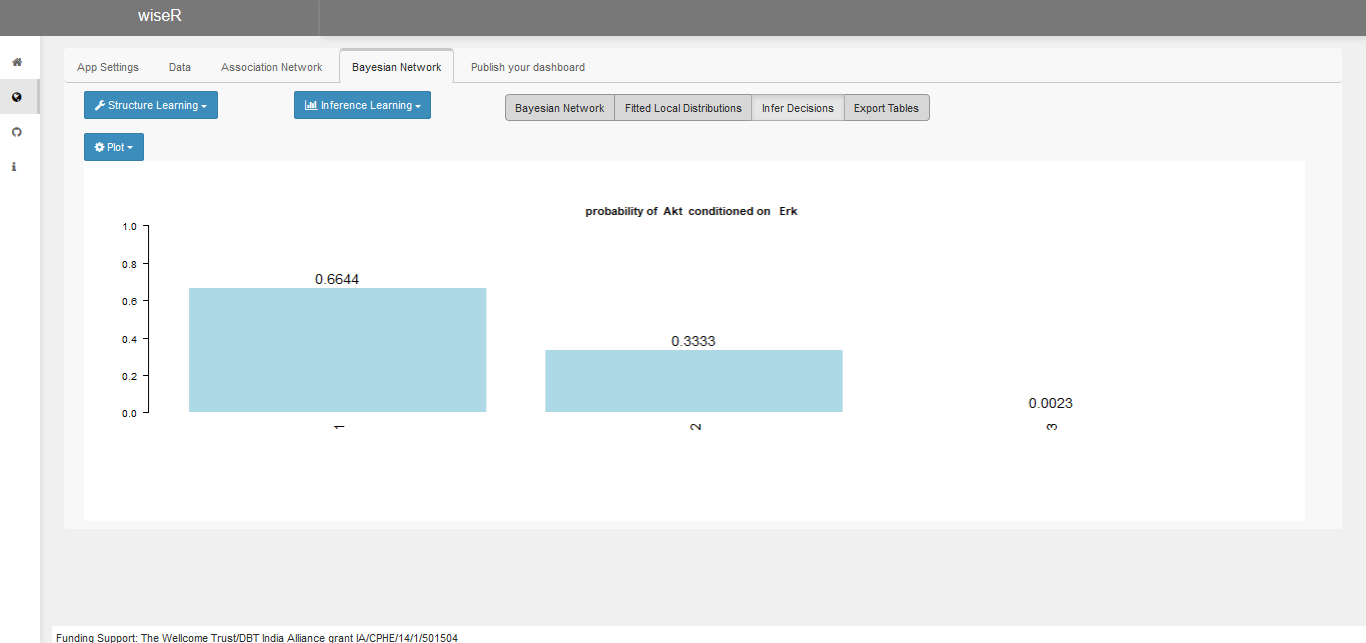 wiseR
App Settings Data Association Network Bayesian Network Publish your dashboard
Structure Learning Inference Learning Bayesian Network Fitted Local Distributions Infer Decisions Export Tables
Plot
probability of Akt conditioned on Erk
1.0
0.8
0.6
0.4
0.2
0.0
0.6644
0.3333
0.0023
1 2 3
Funding Support: The Wellcome Trust/DBT India Alliance grant IA/CPHE/14/1/501504